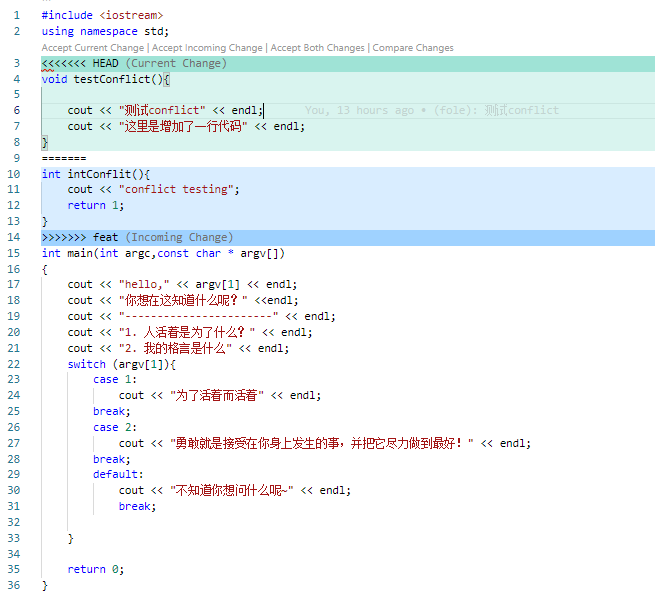 1 #include <iostream>
2 using namespace std;
Accept Current Change | Accept Incoming Change | Accept Both Changes | Compare Changes
3 <<<<<<< HEAD (Current Change)
4 void testConflict(){
5
6 cout << "测试conflict" << endl; You, 13 hours ago • (fole): 测试conflict
7 cout << "这里是增加了一行代码" << endl;
8 }
9 =======
10 int intConflit(){
11 cout << "conflict testing";
12 return 1;
13 }
14 >>>>>>> feat (Incoming Change)
15 int main(int argc,const char * argv[])
16 {
17 cout << "hello," << argv[1] << endl;
18 cout << "你想在这知道什么呢？" <<endl;
19 cout << "-----------------------" << endl;
20 cout << "1. 人活着是为了什么？" << endl;
21 cout << "2. 我的格言是什么" << endl;
22 switch (argv[1]){
23 case 1:
24 cout << "为了活着而活着" << endl;
25 break;
26 case 2:
27 cout << "勇敢就是接受在你身上发生的事，并把它尽力做到最好！" << endl;
28 break;
29 default:
30 cout << "不知道你想问什么呢~" << endl;
31 break;
32
33 }
34
35 return 0;
36 }